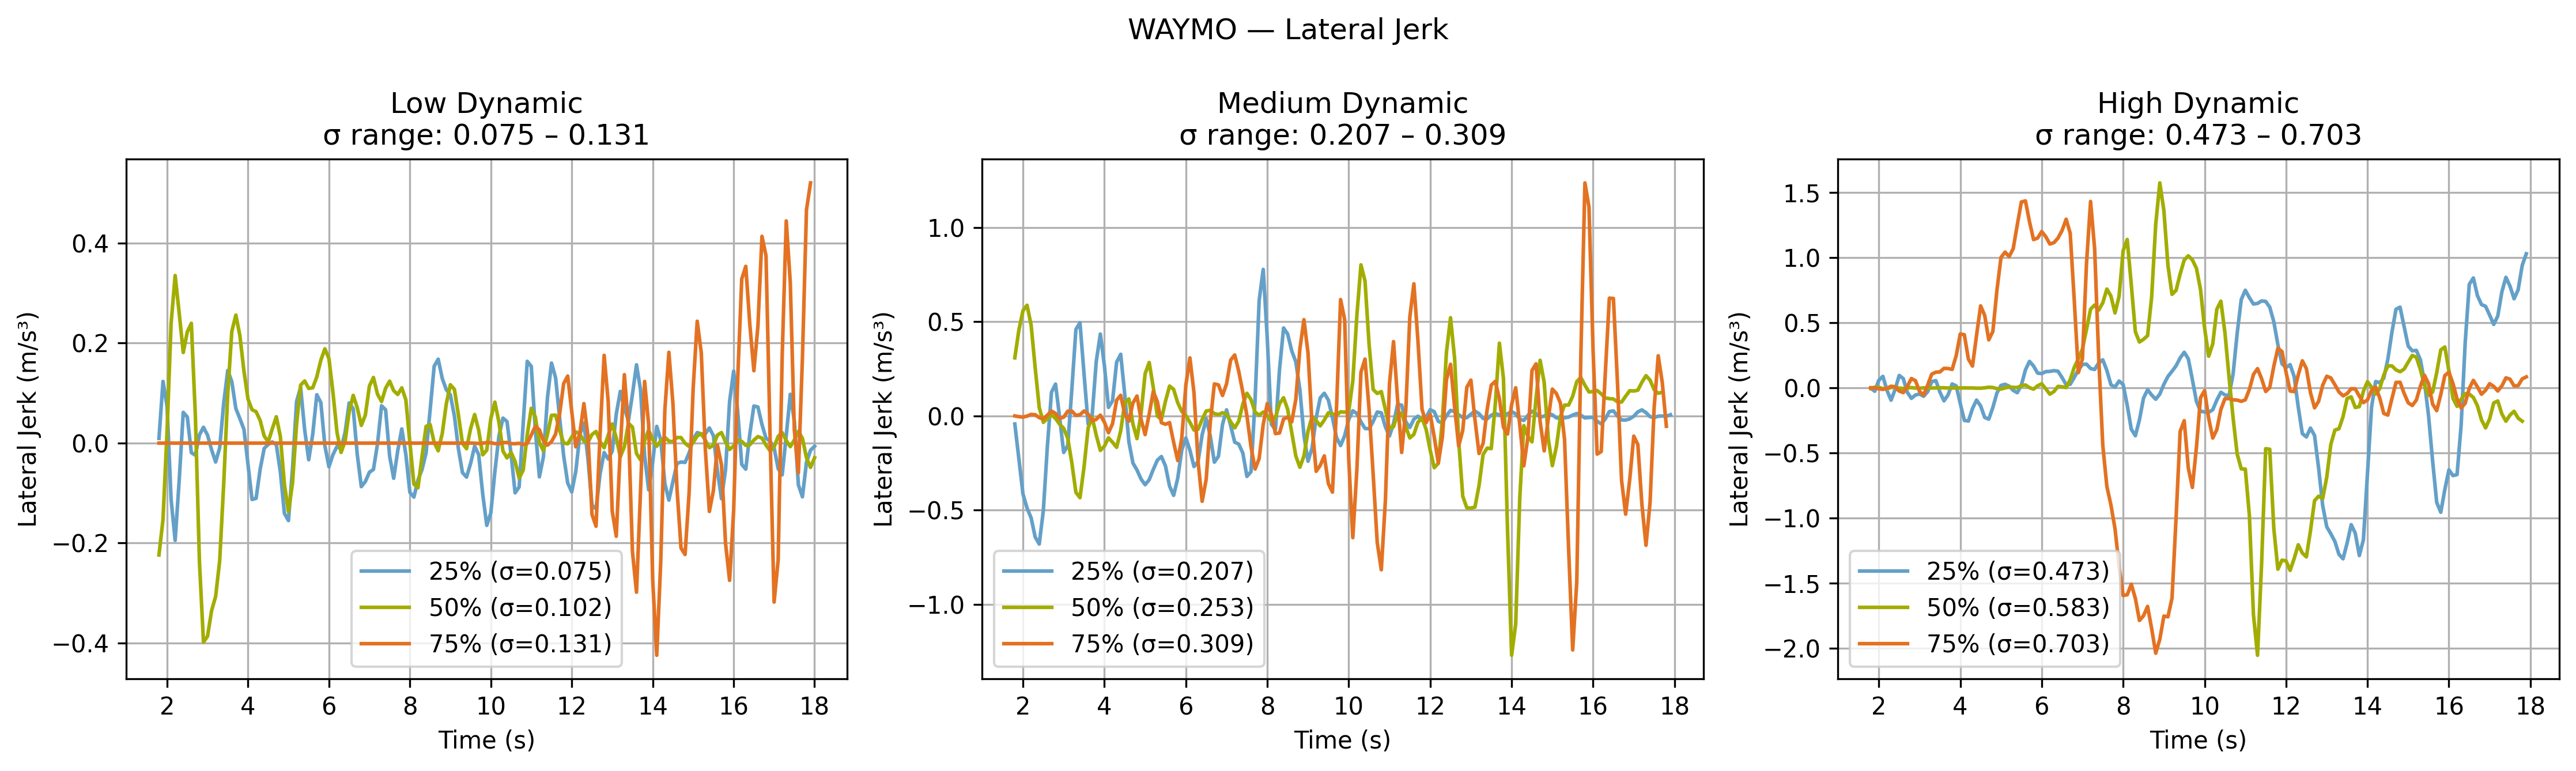 WAYMO — Lateral Jerk
Low Dynamic
σ range: 0.075 – 0.131
Lateral Jerk (m/s³)
0.4
0.2
0.0
−0.2
−0.4
25% (σ=0.075)
50% (σ=0.102)
75% (σ=0.131)
2 4 6 8 10 12 14 16 18
Time (s)
Medium Dynamic
σ range: 0.207 – 0.309
Lateral Jerk (m/s³)
1.0
0.5
0.0
−0.5
−1.0
25% (σ=0.207)
50% (σ=0.253)
75% (σ=0.309)
2 4 6 8 10 12 14 16 18
Time (s)
High Dynamic
σ range: 0.473 – 0.703
Lateral Jerk (m/s³)
1.5
1.0
0.5
0.0
−0.5
−1.0
−1.5
−2.0
25% (σ=0.473)
50% (σ=0.583)
75% (σ=0.703)
2 4 6 8 10 12 14 16 18
Time (s)